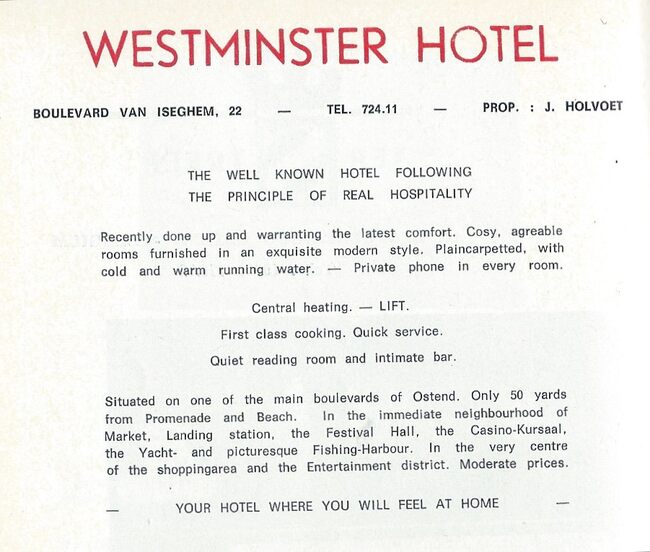 WESTMINSTER HOTEL
BOULEVARD VAN ISEGHEM, 22 — TEL. 724.11 — PROP. : J. HOLVOET
THE WELL KNOWN HOTEL FOLLOWING
THE PRINCIPLE OF REAL HOSPITALITY
Recently done up and warranting the latest comfort. Cosy, agreable
rooms furnished in an exquisite modern style. Plaincarpetted, with
cold and warm running water. — Private phone in every room.
Central heating. — LIFT.
First class cooking. Quick service.
Quiet reading room and intimate bar.
Situated on one of the main boulevards of Ostend. Only 50 yards
from Promenade and Beach. In the immediate neighbourhood of
Market, Landing station, the Festival Hall, the Casino-Kursaal,
the Yacht- and picturesque Fishing-Harbour. In the very centre
of the shoppingarea and the Entertainment district. Moderate prices.
— YOUR HOTEL WHERE YOU WILL FEEL AT HOME —